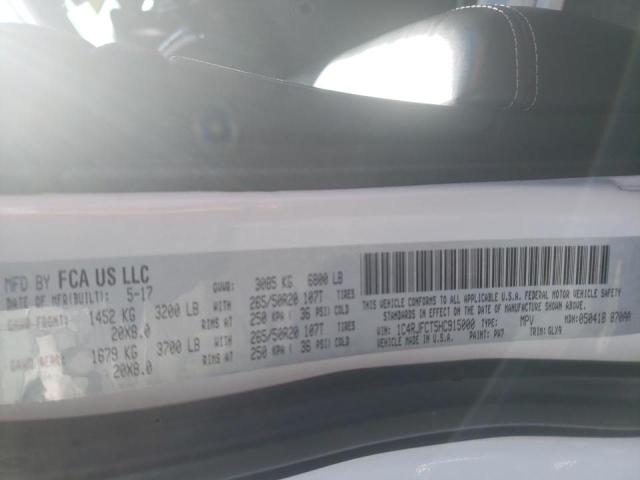 MFD BY FCA US LLC
DATE OF MFR(BUILT): 5-17 GVWR: 3085 KG 6800 LB
GAWR FRONT: 1452 KG 3200 LB WITH 265/50R20 107T TIRES
20X8.0 RIMS AT 250 KPA ( 36 PSI) COLD
GAWR REAR: 1679 KG 3700 LB WITH 265/50R20 107T TIRES
20X8.0 RIMS AT 250 KPA ( 36 PSI) COLD
THIS VEHICLE CONFORMS TO ALL APPLICABLE U.S.A. FEDERAL MOTOR VEHICLE SAFETY
STANDARDS IN EFFECT ON THE DATE OF MANUFACTURE SHOWN ABOVE.
VIN: 1C4RJFCT5HC915000 TYPE: MPV MDH: 050418 870AA
MADE IN U.S.A. PAINT: PW7 TRIM: GLX9